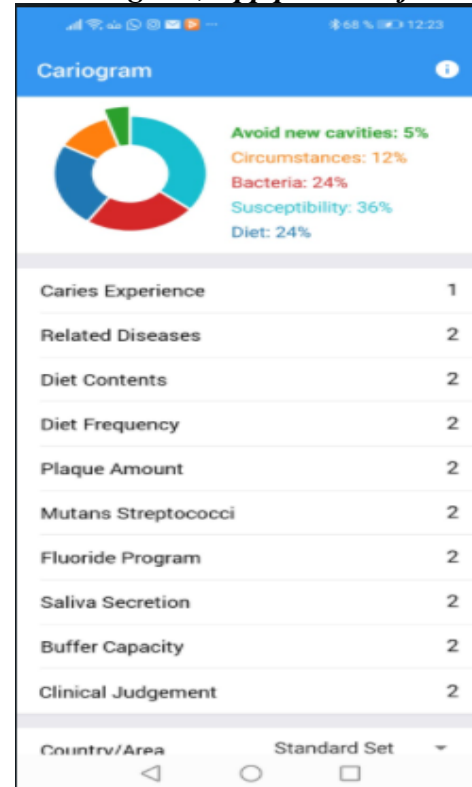 68 % 12:23
Cariogram
Avoid new cavities: 5%
Circumstances: 12%
Bacteria: 24%
Susceptibility: 36%
Diet: 24%
Caries Experience 1
Related Diseases 2
Diet Contents 2
Diet Frequency 2
Plaque Amount 2
Mutans Streptococci 2
Fluoride Program 2
Saliva Secretion 2
Buffer Capacity 2
Clinical Judgement 2
Country/Area Standard Set